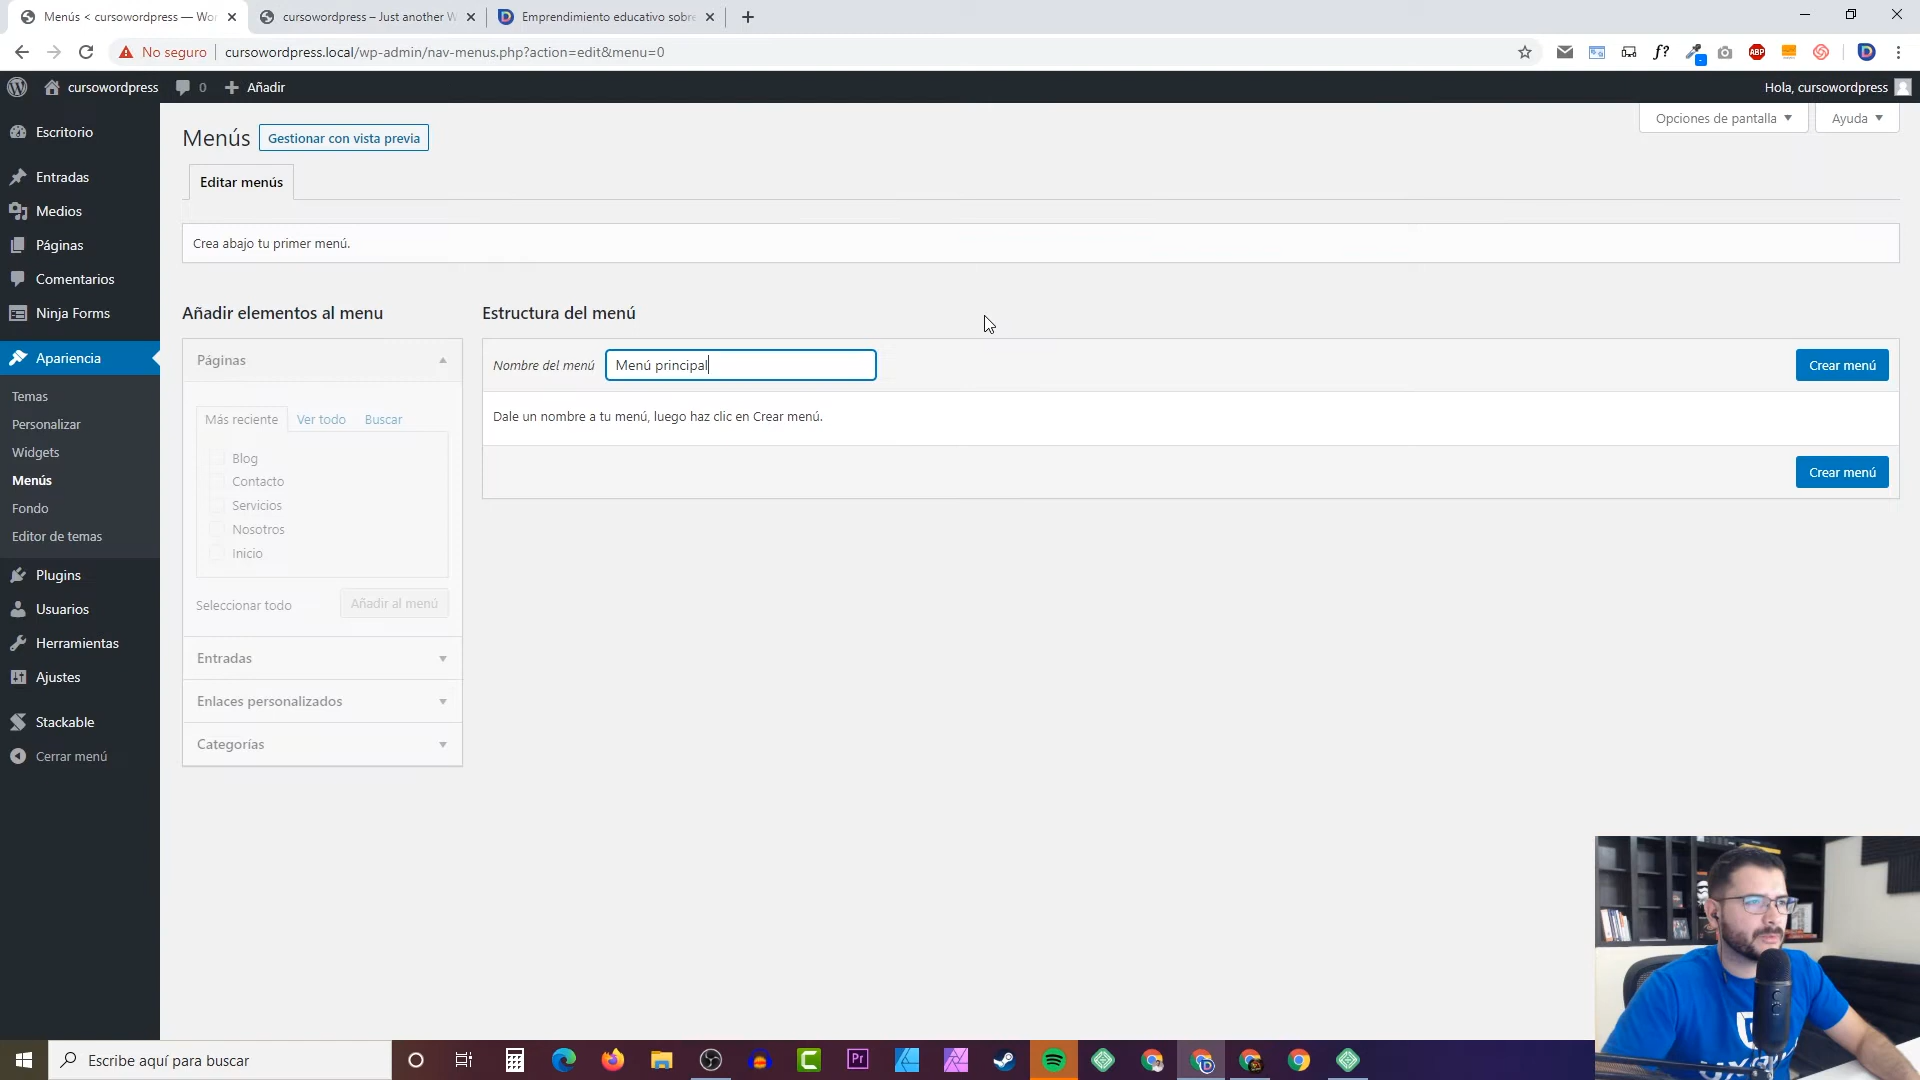 Menús < cursowordpress — Wor
cursowordpress – Just another W
Emprendimiento educativo sobre
No seguro
cursowordpress.local/wp-admin/nav-menus.php?action=edit&menu=0
f?
ABP
D
cursowordpress
0
Añadir
Hola, cursowordpress
Escritorio
Entradas
Medios
Páginas
Comentarios
Ninja Forms
Apariencia
Temas
Personalizar
Widgets
Menús
Fondo
Editor de temas
Plugins
Usuarios
Herramientas
Ajustes
Stackable
Cerrar menú
Menús
Gestionar con vista previa
Opciones de pantalla
Ayuda
Editar menús
Crea abajo tu primer menú.
Añadir elementos al menu
Páginas
Más reciente
Ver todo
Buscar
Blog
Contacto
Servicios
Nosotros
Inicio
Seleccionar todo
Añadir al menú
Entradas
Enlaces personalizados
Categorías
Estructura del menú
Nombre del menú
Menú principal
Crear menú
Dale un nombre a tu menú, luego haz clic en Crear menú.
Crear menú
Escribe aquí para buscar
Pr